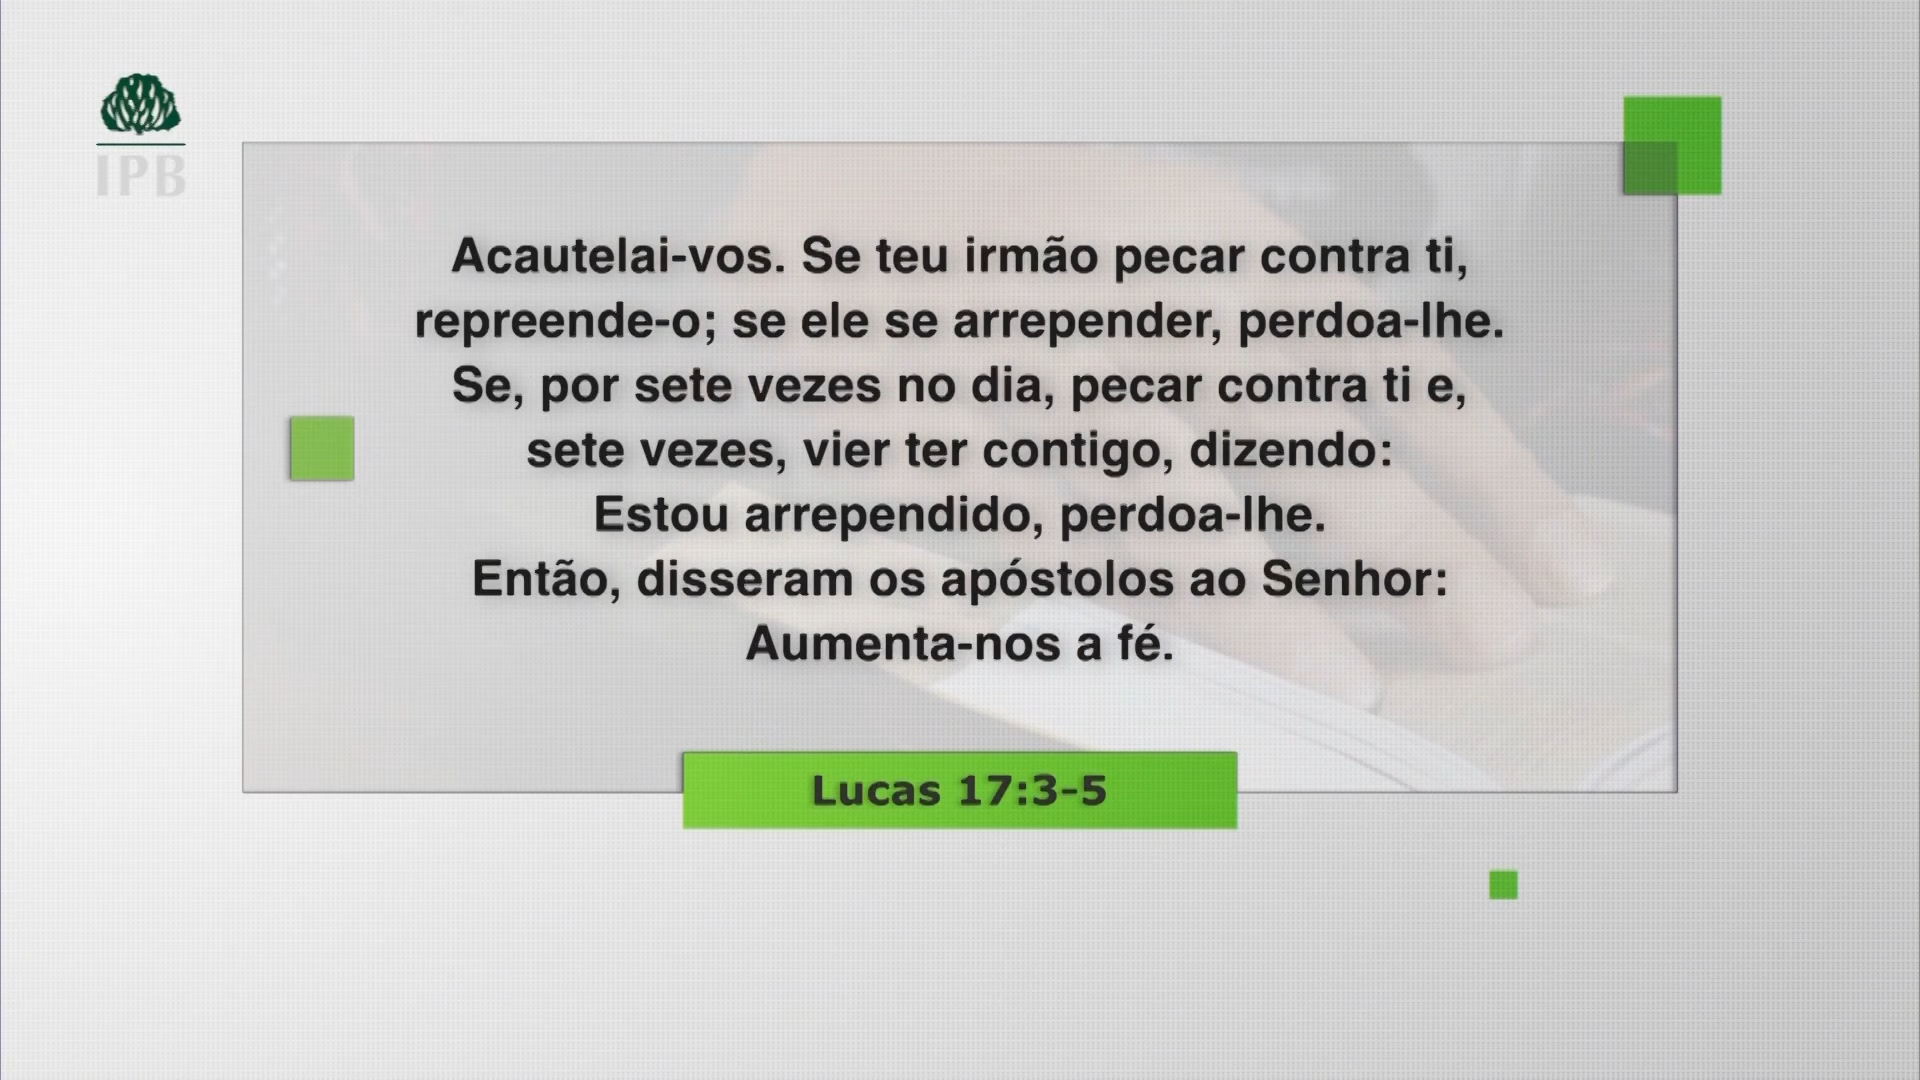 IPB
Acautelai-vos. Se teu irmão pecar contra ti,
repreende-o; se ele se arrepender, perdoa-lhe.
Se, por sete vezes no dia, pecar contra ti e,
sete vezes, vier ter contigo, dizendo:
Estou arrependido, perdoa-lhe.
Então, disseram os apóstolos ao Senhor:
Aumenta-nos a fé.
Lucas 17:3-5